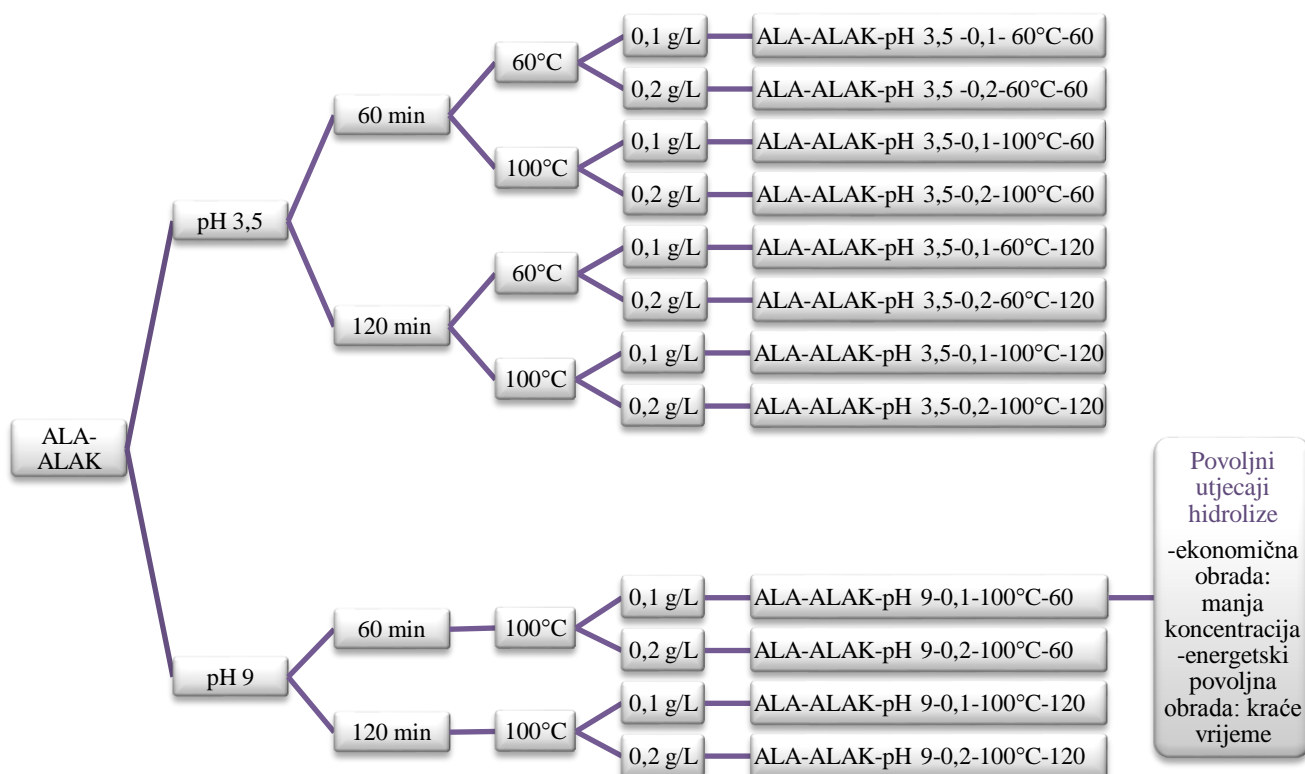 ALA-
ALAK
pH 3,5
60 min
60°C
0,1 g/L
ALA-ALAK-pH 3,5 -0,1- 60°C-60
0,2 g/L
ALA-ALAK-pH 3,5 -0,2-60°C-60
100°C
0,1 g/L
ALA-ALAK-pH 3,5-0,1-100°C-60
0,2 g/L
ALA-ALAK-pH 3,5-0,2-100°C-60
120 min
60°C
0,1 g/L
ALA-ALAK-pH 3,5-0,1-60°C-120
0,2 g/L
ALA-ALAK-pH 3,5-0,2-60°C-120
100°C
0,1 g/L
ALA-ALAK-pH 3,5-0,1-100°C-120
0,2 g/L
ALA-ALAK-pH 3,5-0,2-100°C-120
pH 9
60 min
100°C
0,1 g/L
ALA-ALAK-pH 9-0,1-100°C-60
0,2 g/L
ALA-ALAK-pH 9-0,2-100°C-60
120 min
100°C
0,1 g/L
ALA-ALAK-pH 9-0,1-100°C-120
0,2 g/L
ALA-ALAK-pH 9-0,2-100°C-120
Povoljni
utjecaji
hidrolize
-ekonomična
obrada:
manja
koncentracija
-energetski
povoljna
obrada: kraće
vrijeme